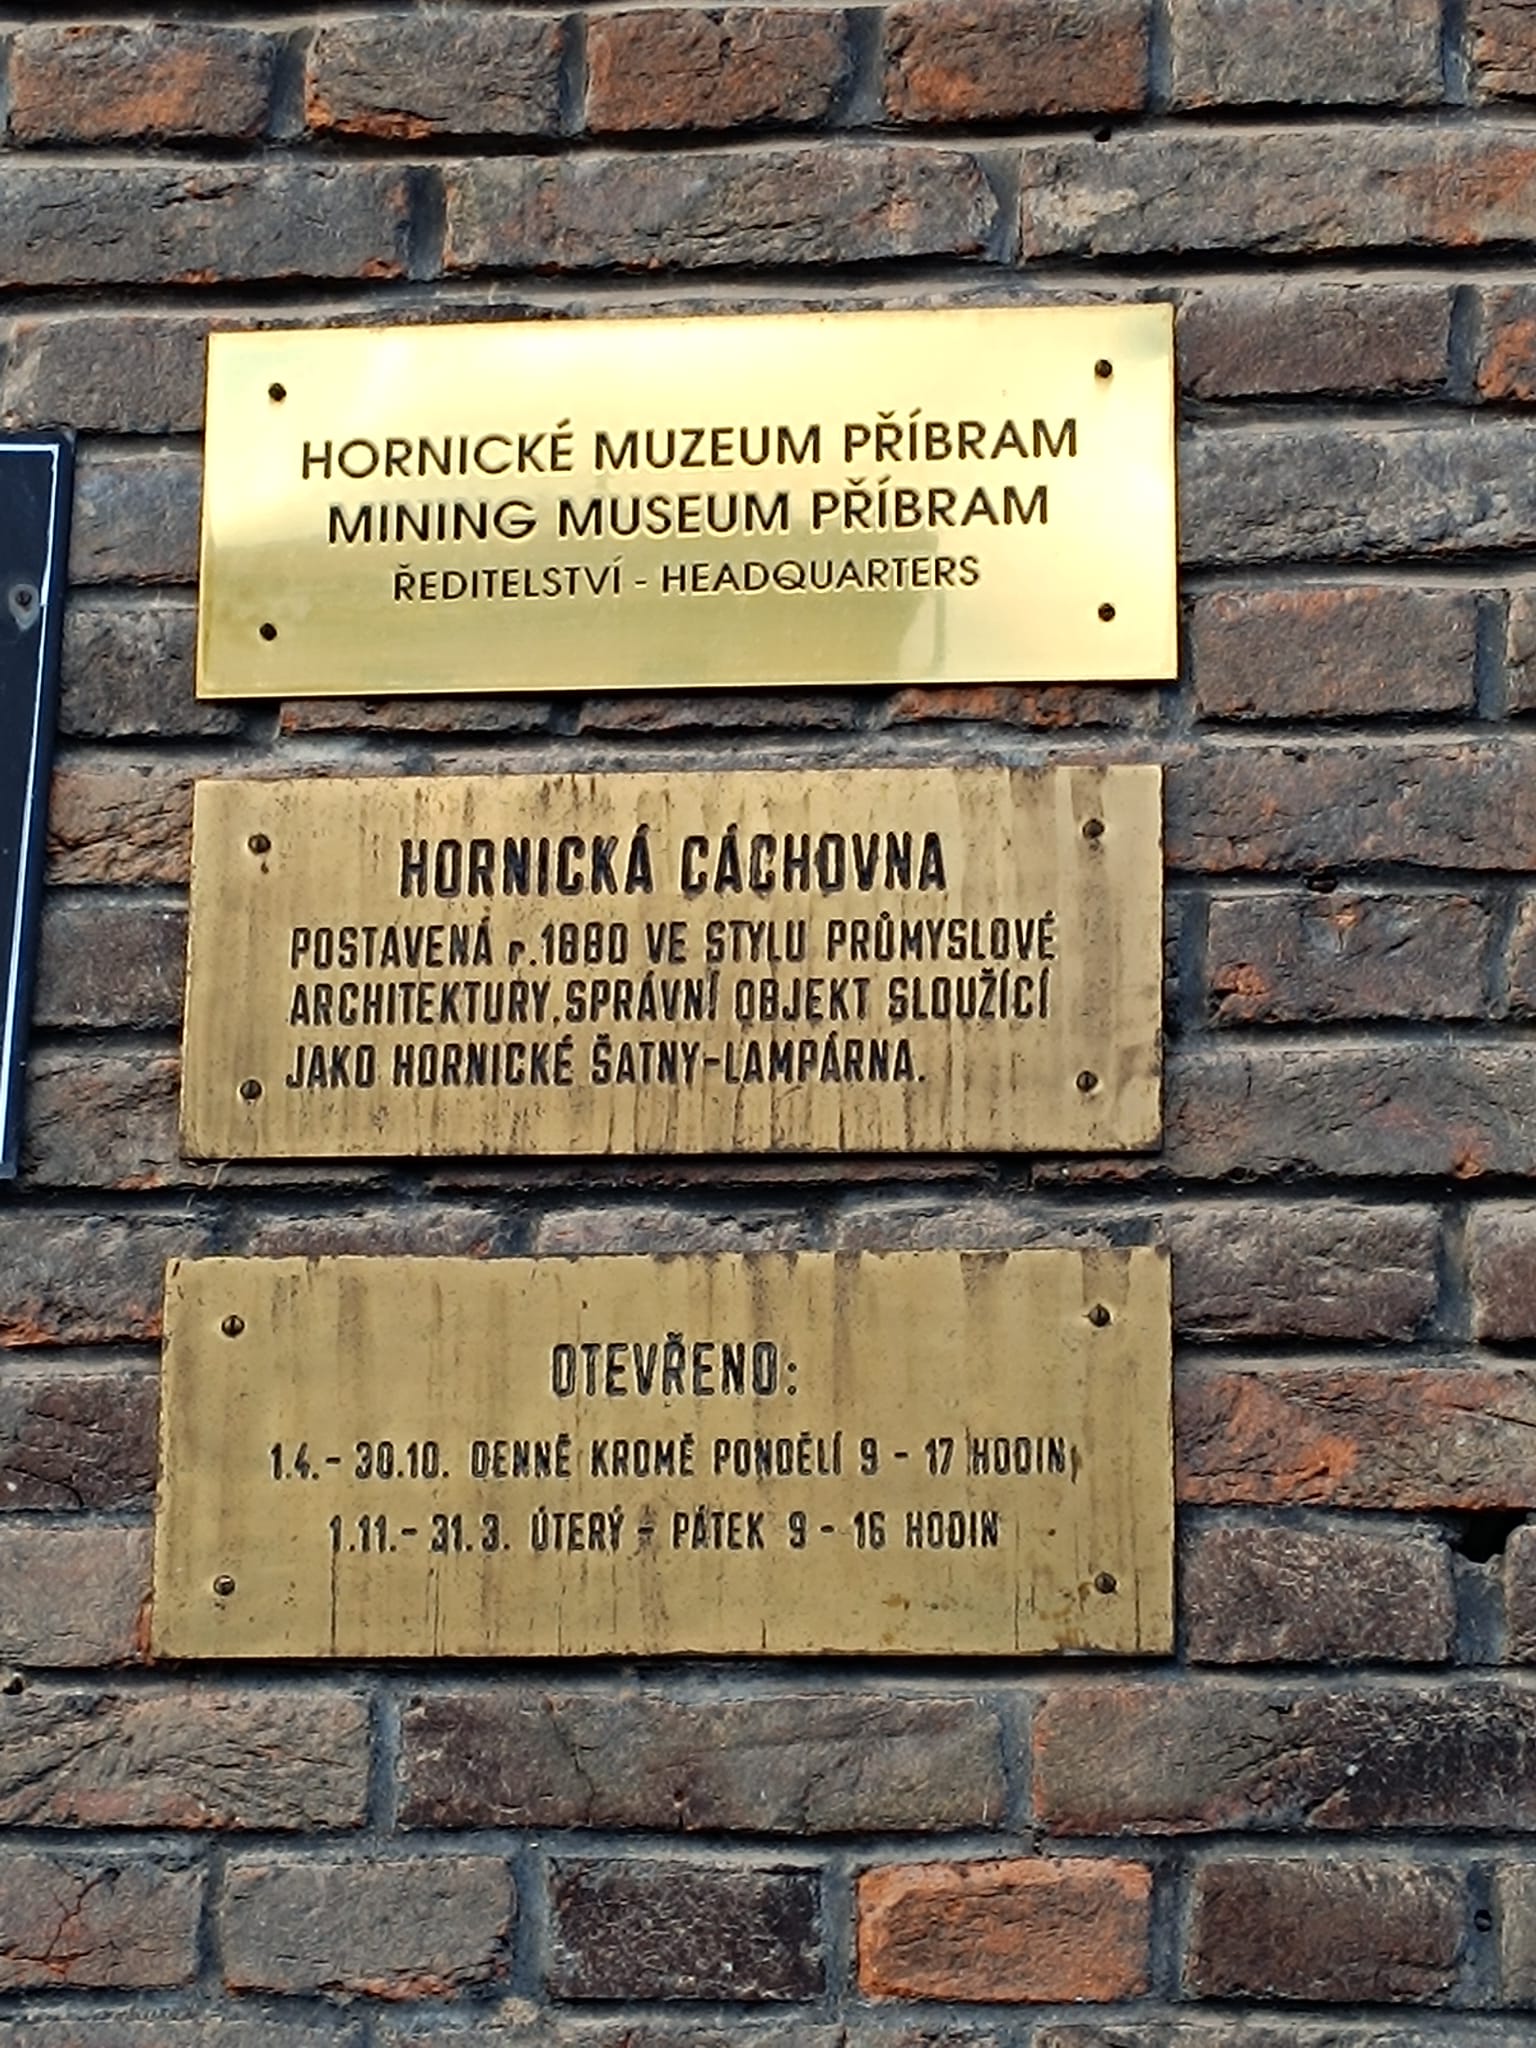 HORNICKÉ MUZEUM PŘÍBRAM
MINING MUSEUM PŘÍBRAM
ŘEDITELSTVÍ - HEADQUARTERS
HORNICKÁ CÁCHOVNA
POSTAVENÁ r. 1880 VE STYLU PRŮMYSLOVÉ
ARCHITEKTURY, SPRÁVNÍ OBJEKT SLOUŽÍCÍ
JAKO HORNICKÉ ŠATNY-LAMPÁRNA.
OTEVŘENO:
1.4. - 30.10. DENNĚ KROMĚ PONDĚLÍ 9 - 17 HODIN,
1.11. - 31.3. ÚTERÝ - PÁTEK 9 - 16 HODIN